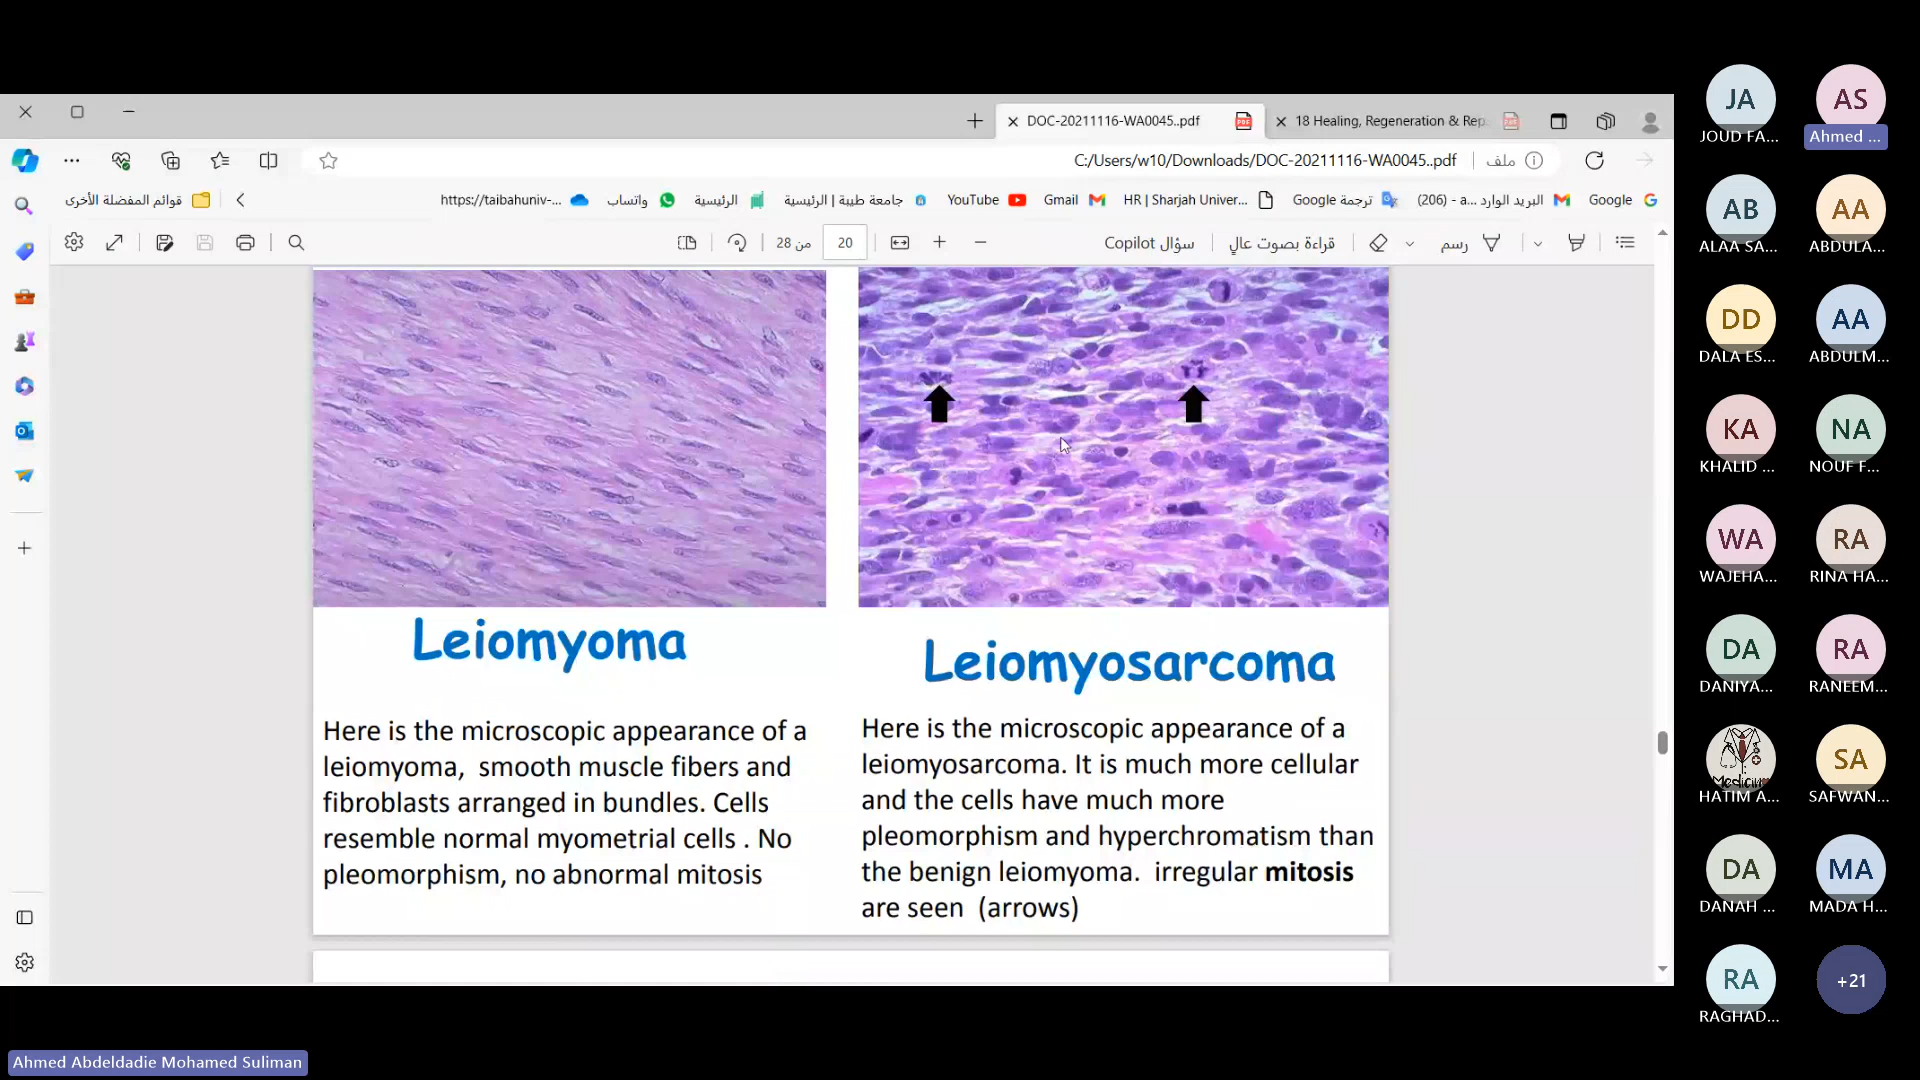 DOC-20211116-WA0045..pdf
18 Healing, Regeneration & Rep
C:/Users/w10/Downloads/DOC-20211116-WA0045..pdf
ملف
قوائم المفضلة الأخرى
https://taibahuniv-...
واتساب
الرئيسية
جامعة طيبة | الرئيسية
YouTube
Gmail
HR | Sharjah Univer...
ترجمة Google
البريد الوارد (206) - a...
Google
28 من
20
سؤال Copilot
قراءة بصوت عالٍ
رسم
Leiomyoma
Here is the microscopic appearance of a
leiomyoma, smooth muscle fibers and
fibroblasts arranged in bundles. Cells
resemble normal myometrial cells . No
pleomorphism, no abnormal mitosis
Leiomyosarcoma
Here is the microscopic appearance of a
leiomyosarcoma. It is much more cellular
and the cells have much more
pleomorphism and hyperchromatism than
the benign leiomyoma. irregular mitosis
are seen (arrows)
JA
JOUD FA...
AS
Ahmed ...
AB
ALAA SA...
AA
ABDULA...
DD
DALA ES...
AA
ABDULM...
KA
KHALID ...
NA
NOUF F...
WA
WAJEHA...
RA
RINA HA...
DA
DANIYA...
RA
RANEEM...
HATIM A...
SA
SAFWAN...
DA
DANAH ...
MA
MADA H...
RA
RAGHAD...
+21
Ahmed Abdeldadie Mohamed Suliman